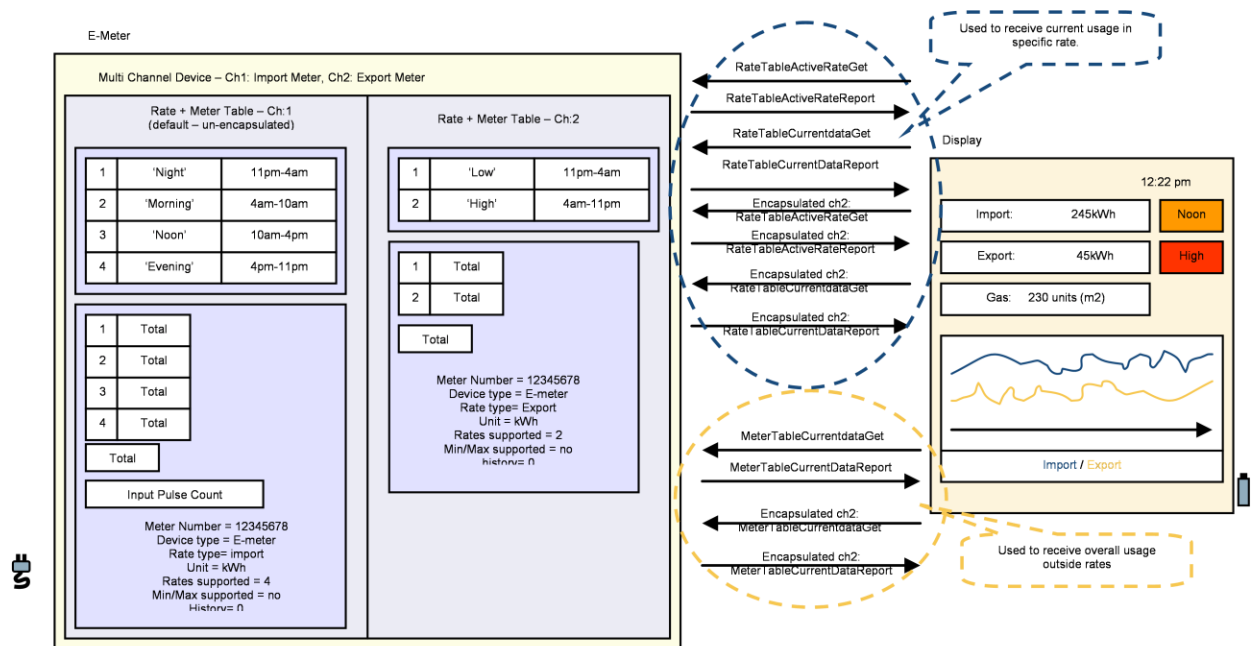 E-Meter
Multi Channel Device – Ch1: Import Meter, Ch2: Export Meter
Rate + Meter Table – Ch:1
(default – un-encapsulated)
1 'Night' 11pm-4am
2 'Morning' 4am-10am
3 'Noon' 10am-4pm
4 'Evening' 4pm-11pm
1 Total
2 Total
3 Total
4 Total
Total
Input Pulse Count
Meter Number = 12345678
Device type = E-meter
Rate type= import
Unit = kWh
Rates supported = 4
Min/Max supported = no
History= 0
Rate + Meter Table – Ch:2
1 'Low' 11pm-4am
2 'High' 4am-11pm
1 Total
2 Total
Total
Meter Number = 12345678
Device type = E-meter
Rate type= Export
Unit = kWh
Rates supported = 2
Min/Max supported = no
history= 0
RateTableActiveRateGet
RateTableActiveRateReport
RateTableCurrentdataGet
RateTableCurrentDataReport
Encapsulated ch2:
RateTableActiveRateGet
Encapsulated ch2:
RateTableActiveRateReport
Encapsulated ch2:
RateTableCurrentdataGet
Encapsulated ch2:
RateTableCurrentDataReport
MeterTableCurrentdataGet
MeterTableCurrentDataReport
Encapsulated ch2:
MeterTableCurrentdataGet
Encapsulated ch2:
MeterTableCurrentDataReport
Used to receive current usage in
specific rate.
Display
12:22 pm
Import: 245kWh Noon
Export: 45kWh High
Gas: 230 units (m2)
Import / Export
Used to receive overall usage
outside rates